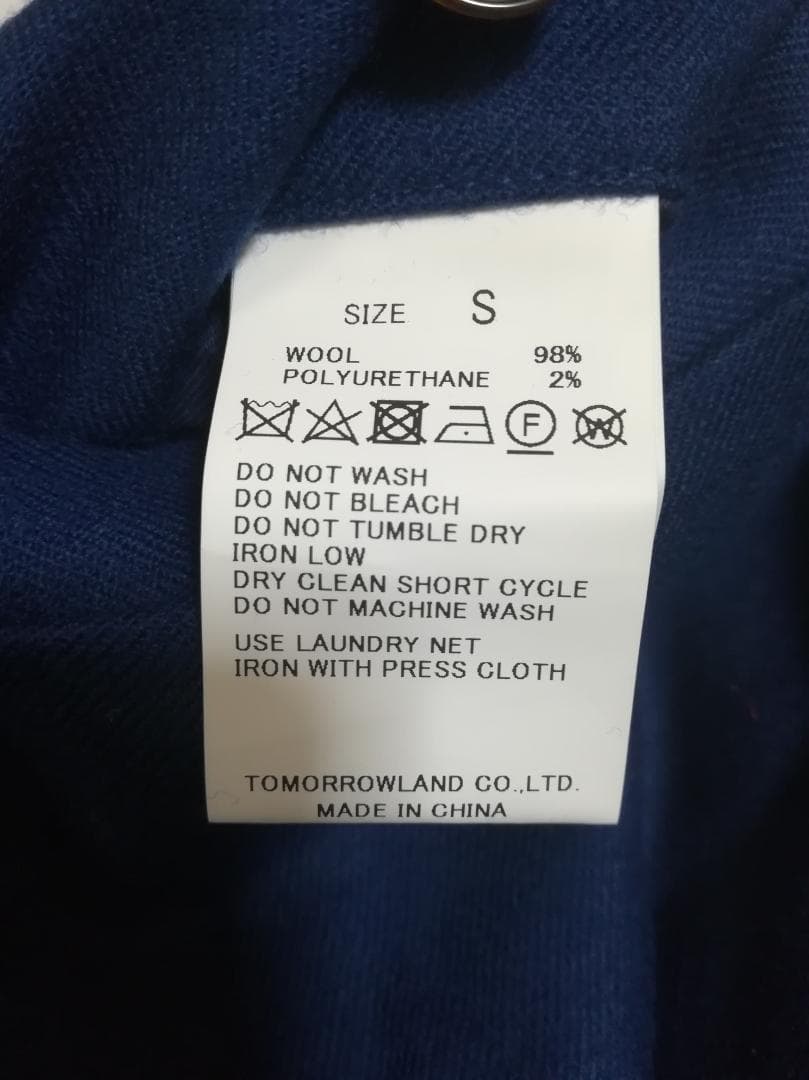 SIZE S
WOOL 98%
POLYURETHANE 2%
F W
DO NOT WASH
DO NOT BLEACH
DO NOT TUMBLE DRY
IRON LOW
DRY CLEAN SHORT CYCLE
DO NOT MACHINE WASH
USE LAUNDRY NET
IRON WITH PRESS CLOTH
TOMORROWLAND CO.,LTD.
MADE IN CHINA